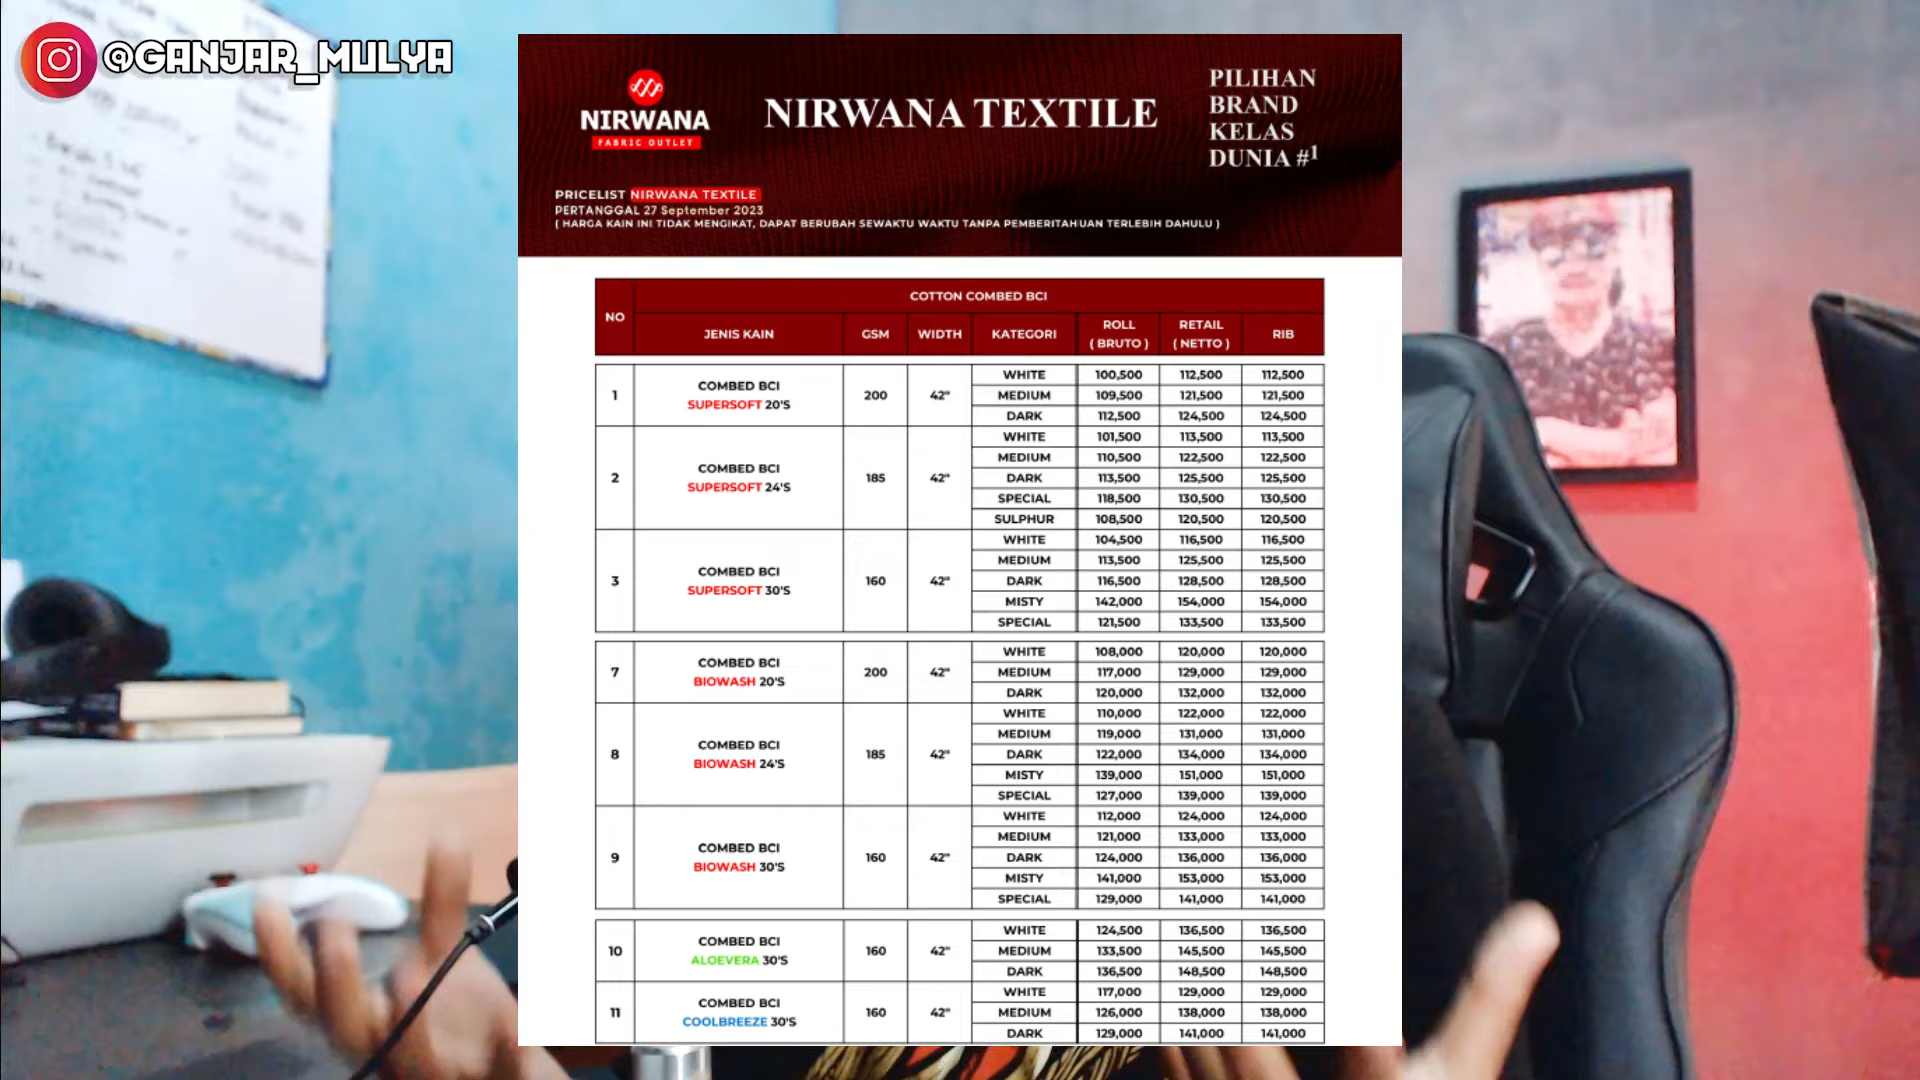 @GANJAR_MULYA
NIRWANA
FABRIC OUTLET
NIRWANA TEXTILE
PILIHAN
BRAND
KELAS
DUNIA #1
PRICELIST NIRWANA TEXTILE
PERTANGGAL 27 September 2023
( HARGA KAIN INI TIDAK MENGIKAT, DAPAT BERUBAH SEWAKTU WAKTU TANPA PEMBERITAHUAN TERLEBIH DAHULU )
COTTON COMBED BCI
NO JENIS KAIN GSM WIDTH KATEGORI ROLL ( BRUTO ) RETAIL ( NETTO ) RIB
1 COMBED BCI SUPERSOFT 20'S 200 42"
WHITE 100,500 112,500 112,500
MEDIUM 109,500 121,500 121,500
DARK 112,500 124,500 124,500
2 COMBED BCI SUPERSOFT 24'S 185 42"
WHITE 101,500 113,500 113,500
MEDIUM 110,500 122,500 122,500
DARK 113,500 125,500 125,500
SPECIAL 118,500 130,500 130,500
SULPHUR 108,500 120,500 120,500
3 COMBED BCI SUPERSOFT 30'S 160 42"
WHITE 104,500 116,500 116,500
MEDIUM 113,500 125,500 125,500
DARK 116,500 128,500 128,500
MISTY 142,000 154,000 154,000
SPECIAL 121,500 133,500 133,500
7 COMBED BCI BIOWASH 20'S 200 42"
WHITE 108,000 120,000 120,000
MEDIUM 117,000 129,000 129,000
DARK 120,000 132,000 132,000
8 COMBED BCI BIOWASH 24'S 185 42"
WHITE 110,000 122,000 122,000
MEDIUM 119,000 131,000 131,000
DARK 122,000 134,000 134,000
MISTY 139,000 151,000 151,000
SPECIAL 127,000 139,000 139,000
9 COMBED BCI BIOWASH 30'S 160 42"
WHITE 112,000 124,000 124,000
MEDIUM 121,000 133,000 133,000
DARK 124,000 136,000 136,000
MISTY 141,000 153,000 153,000
SPECIAL 129,000 141,000 141,000
10 COMBED BCI ALOEVERA 30'S 160 42"
WHITE 124,500 136,500 136,500
MEDIUM 133,500 145,500 145,500
DARK 136,500 148,500 148,500
11 COMBED BCI COOLBREEZE 30'S 160 42"
WHITE 117,000 129,000 129,000
MEDIUM 126,000 138,000 138,000
DARK 129,000 141,000 141,000